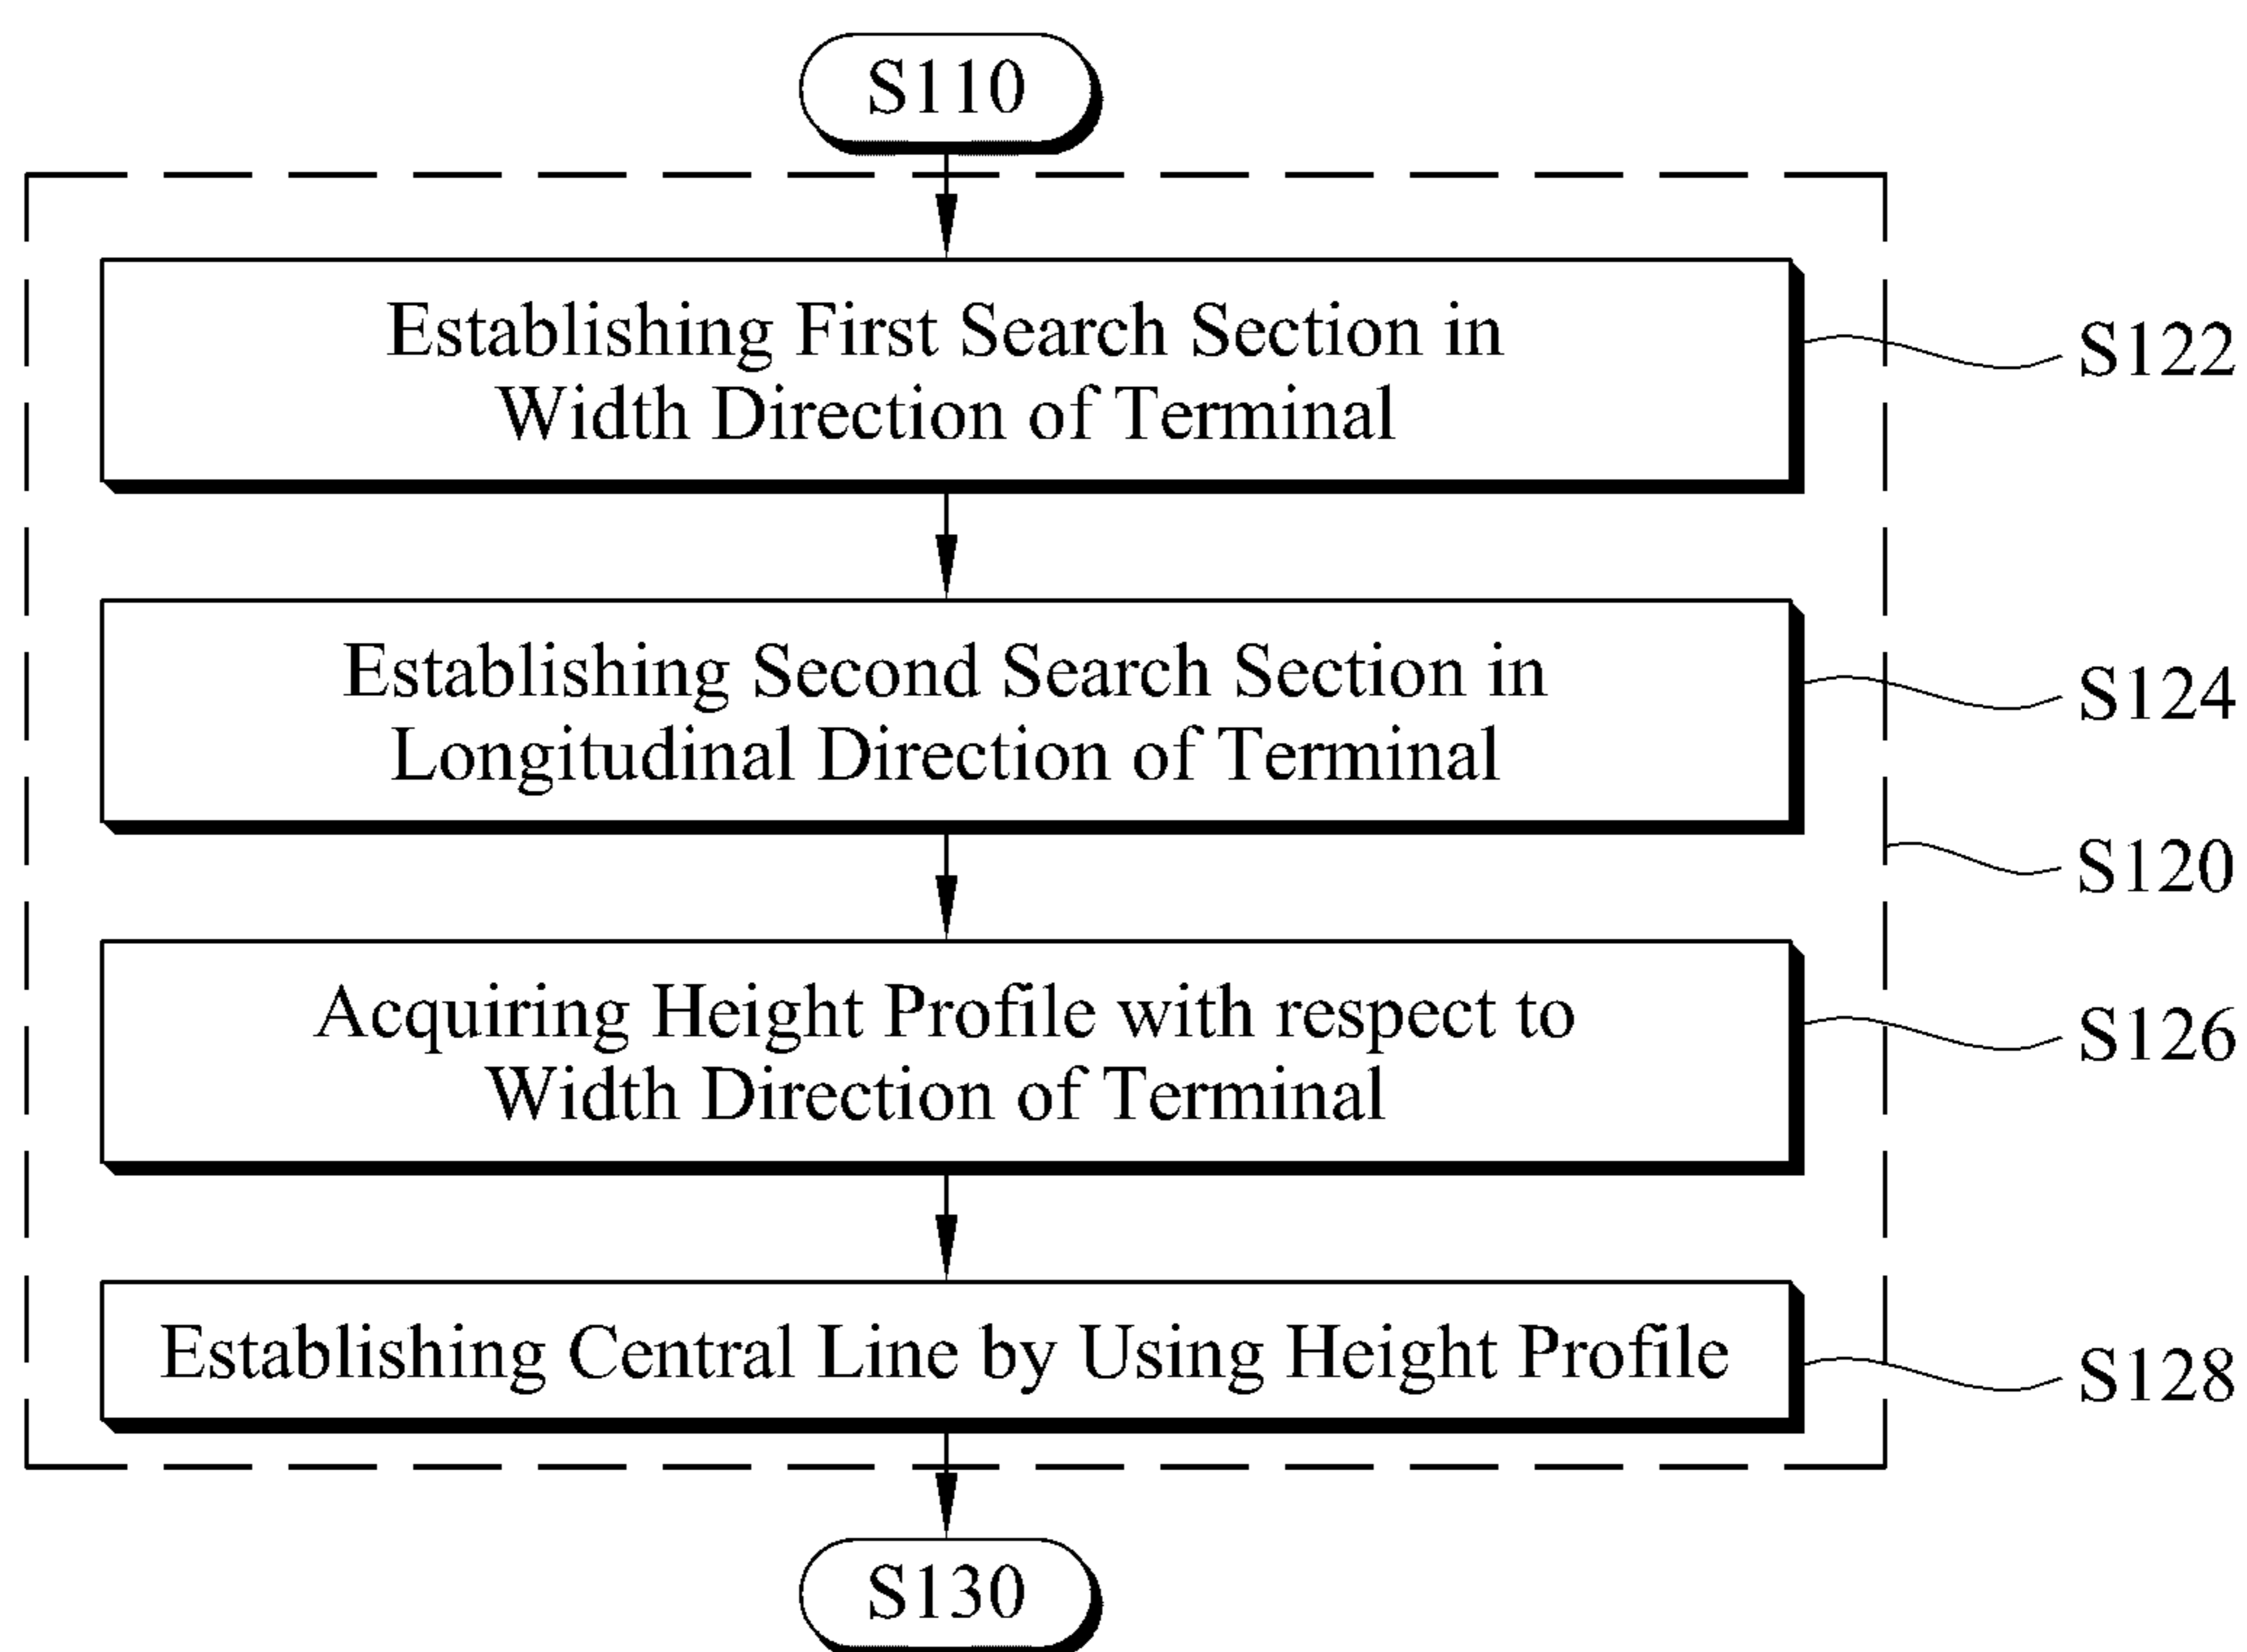 S110
Establishing First Search Section in
Width Direction of Terminal
S122
Establishing Second Search Section in
Longitudinal Direction of Terminal
S124
S120
Acquiring Height Profile with respect to
Width Direction of Terminal
S126
Establishing Central Line by Using Height Profile
S128
S130